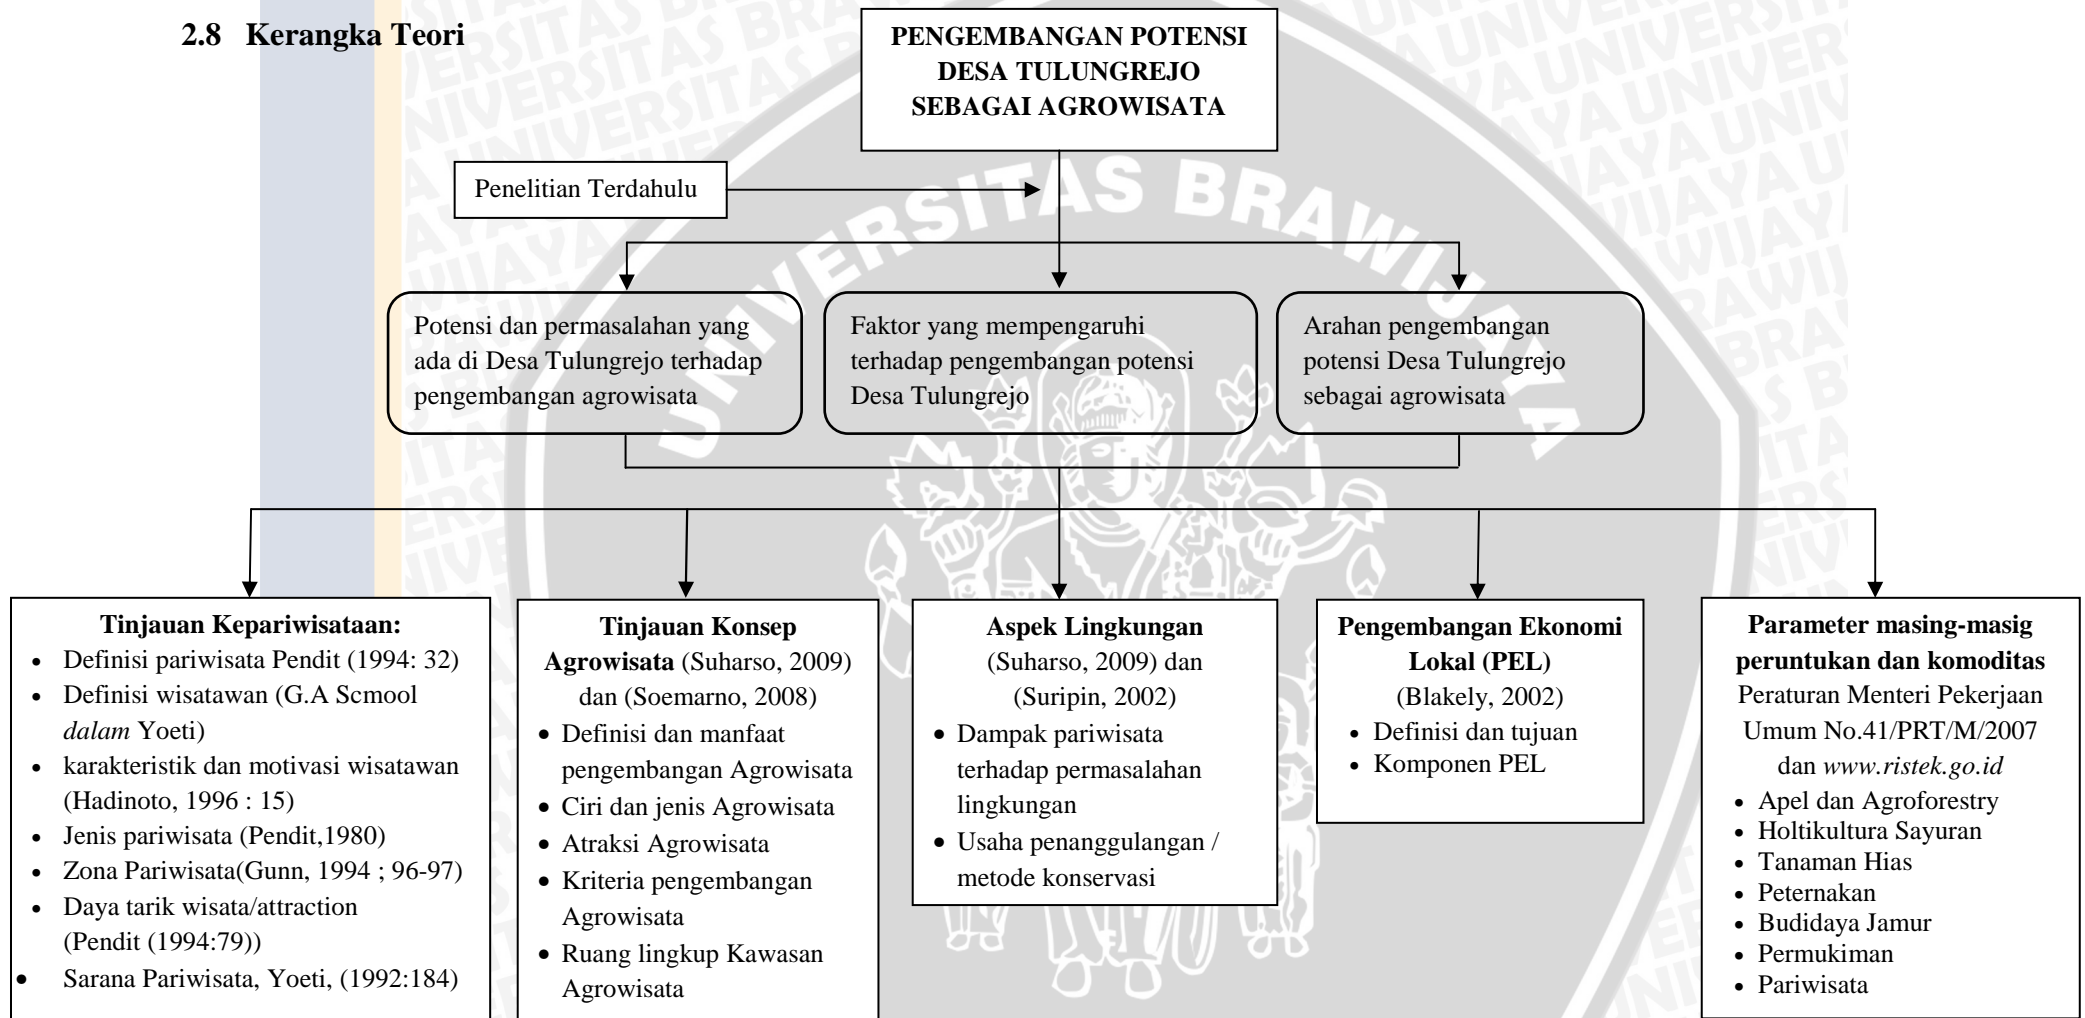 2.8 Kerangka Teori
PENGEMBANGAN POTENSI
DESA TULUNGREJO
SEBAGAI AGROWISATA
Penelitian Terdahulu
UNIVERSITAS BRAWIJAYA
Potensi dan permasalahan yang
ada di Desa Tulungrejo terhadap
pengembangan agrowisata
Faktor yang mempengaruhi
terhadap pengembangan potensi
Desa Tulungrejo
Arahan pengembangan
potensi Desa Tulungrejo
sebagai agrowisata
Tinjauan Kepariwisataan:
• Definisi pariwisata Pendit (1994: 32)
• Definisi wisatawan (G.A Scmool
dalam Yoeti)
• karakteristik dan motivasi wisatawan
(Hadinoto, 1996 : 15)
• Jenis pariwisata (Pendit,1980)
• Zona Pariwisata(Gunn, 1994 ; 96-97)
• Daya tarik wisata/attraction
(Pendit (1994:79))
• Sarana Pariwisata, Yoeti, (1992:184)
Tinjauan Konsep
Agrowisata (Suharso, 2009)
dan (Soemarno, 2008)
• Definisi dan manfaat
pengembangan Agrowisata
• Ciri dan jenis Agrowisata
• Atraksi Agrowisata
• Kriteria pengembangan
Agrowisata
• Ruang lingkup Kawasan
Agrowisata
Aspek Lingkungan
(Suharso, 2009) dan
(Suripin, 2002)
• Dampak pariwisata
terhadap permasalahan
lingkungan
• Usaha penanggulangan /
metode konservasi
Pengembangan Ekonomi
Lokal (PEL)
(Blakely, 2002)
• Definisi dan tujuan
• Komponen PEL
Parameter masing-masig
peruntukan dan komoditas
Peraturan Menteri Pekerjaan
Umum No.41/PRT/M/2007
dan www.ristek.go.id
• Apel dan Agroforestry
• Holtikultura Sayuran
• Tanaman Hias
• Peternakan
• Budidaya Jamur
• Permukiman
• Pariwisata